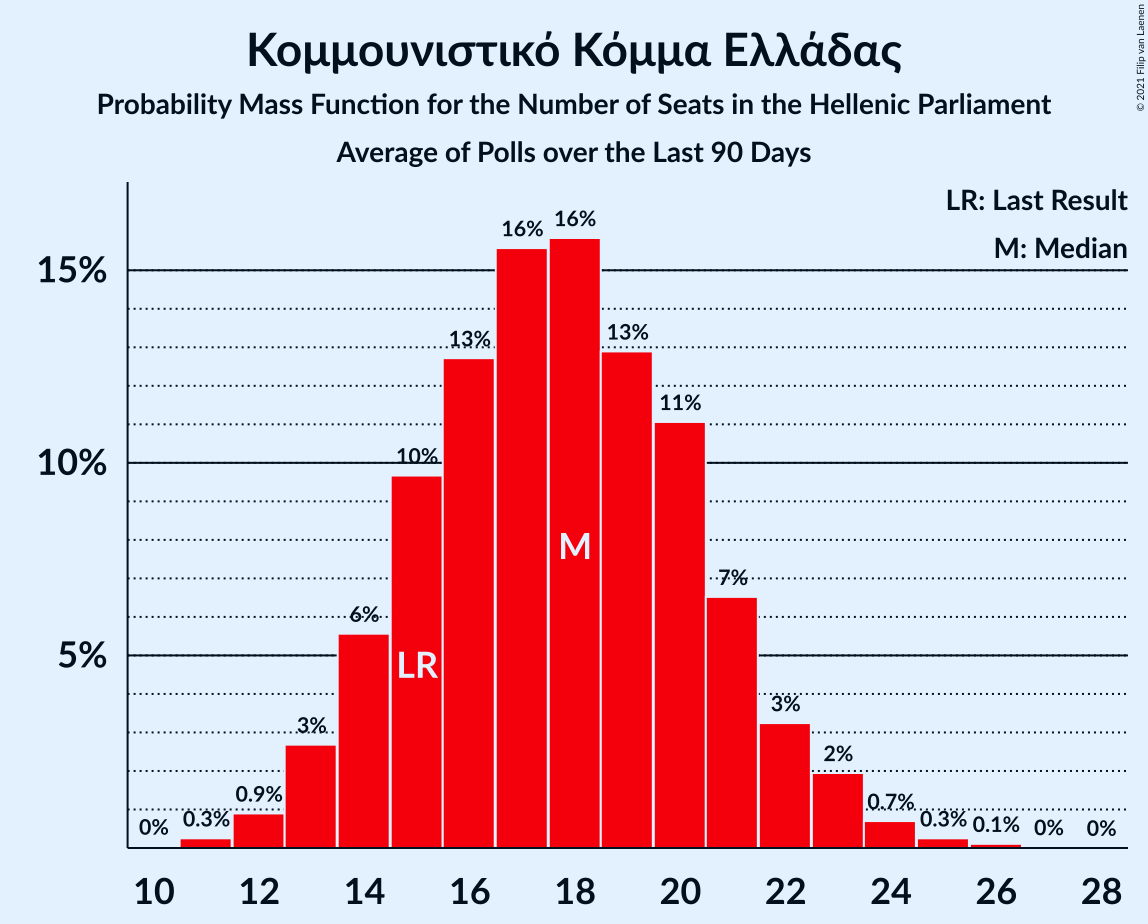 Κομμουνιστικό Κόμμα Ελλάδας
Probability Mass Function for the Number of Seats in the Hellenic Parliament
Average of Polls over the Last 90 Days
© 2021 Filip van Laenen
LR: Last Result
M: Median
15%
10%
5%
0%
0.3%
0.9%
3%
6%
10%
13%
16%
16%
13%
11%
7%
3%
2%
0.7%
0.3%
0.1%
0%
0%
LR
M
10 12 14 16 18 20 22 24 26 28